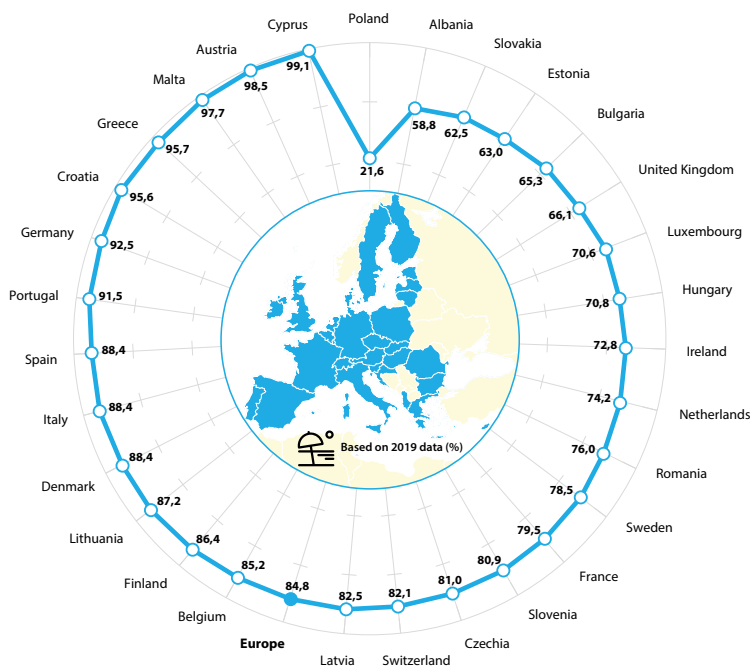 Poland
21,6
Albania
58,8
Slovakia
62,5
Estonia
63,0
Bulgaria
65,3
United Kingdom
66,1
Luxembourg
70,6
Hungary
70,8
Ireland
72,8
Netherlands
74,2
Romania
76,0
Sweden
78,5
France
79,5
Slovenia
80,9
Czechia
81,0
Switzerland
82,1
Latvia
82,5
Europe
84,8
Belgium
85,2
Finland
86,4
Lithuania
87,2
Denmark
88,4
Italy
88,4
Spain
88,4
Portugal
91,5
Germany
92,5
Croatia
95,6
Greece
95,7
Malta
97,7
Austria
98,5
Cyprus
99,1
Based on 2019 data (%)